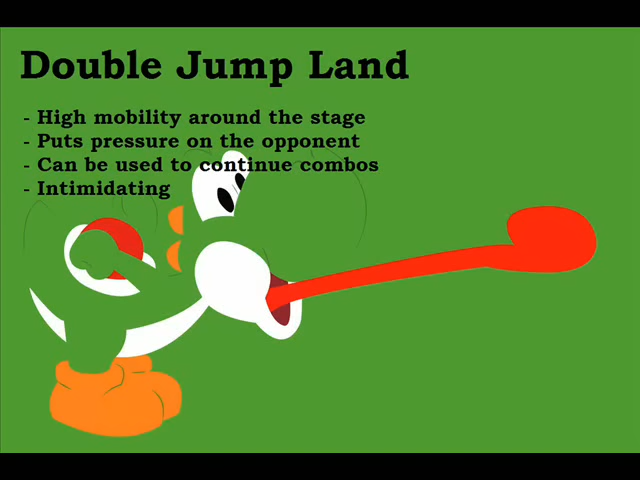 Double Jump Land
- High mobility around the stage
- Puts pressure on the opponent
- Can be used to continue combos
- Intimidating